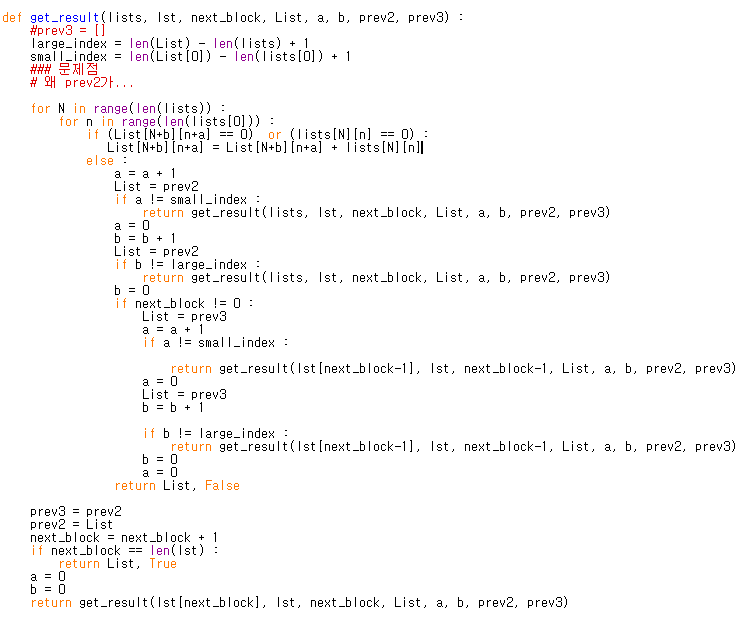 def get_result(lists, lst, next_block, List, a, b, prev2, prev3) :
    #prev3 = []
    large_index = len(List) - len(lists) + 1
    small_index = len(List[0]) - len(lists[0]) + 1
    ### 문제점
    # 왜 prev2가...

    for N in range(len(lists)) :
        for n in range(len(lists[0])) :
            if (List[N+b][n+a] == 0)  or (lists[N][n] == 0) :
               List[N+b][n+a] = List[N+b][n+a] + lists[N][n]
            else :
                a = a + 1
                List = prev2
                if a != small_index :
                    return get_result(lists, lst, next_block, List, a, b, prev2, prev3)
                a = 0
                b = b + 1
                List = prev2
                if b != large_index :
                    return get_result(lists, lst, next_block, List, a, b, prev2, prev3)
                b = 0
                if next_block != 0 :
                    List = prev3
                    a = a + 1
                    if a != small_index :

                        return get_result(lst[next_block-1], lst, next_block-1, List, a, b, prev2, prev3)
                    a = 0
                    List = prev3
                    b = b + 1

                    if b != large_index :
                        return get_result(lst[next_block-1], lst, next_block-1, List, a, b, prev2, prev3)
                    b = 0
                    a = 0
                return List, False

    prev3 = prev2
    prev2 = List
    next_block = next_block + 1
    if next_block == len(lst) :
        return List, True
    a = 0
    b = 0
    return get_result(lst[next_block], lst, next_block, List, a, b, prev2, prev3)